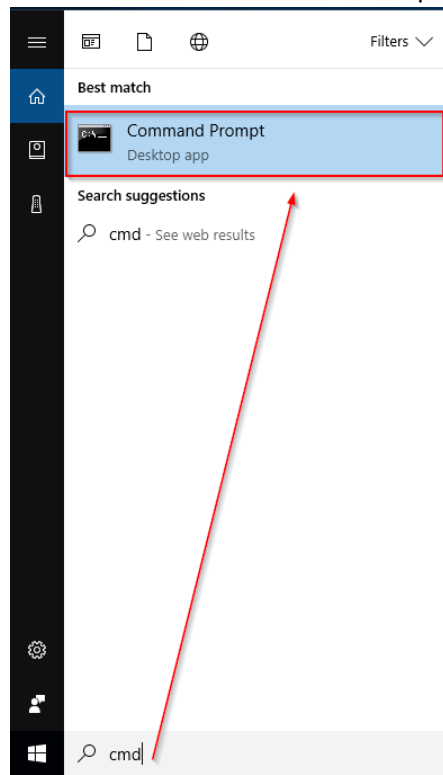 Filters
Best match
C:\_
Command Prompt
Desktop app
Search suggestions
cmd - See web results
cmd